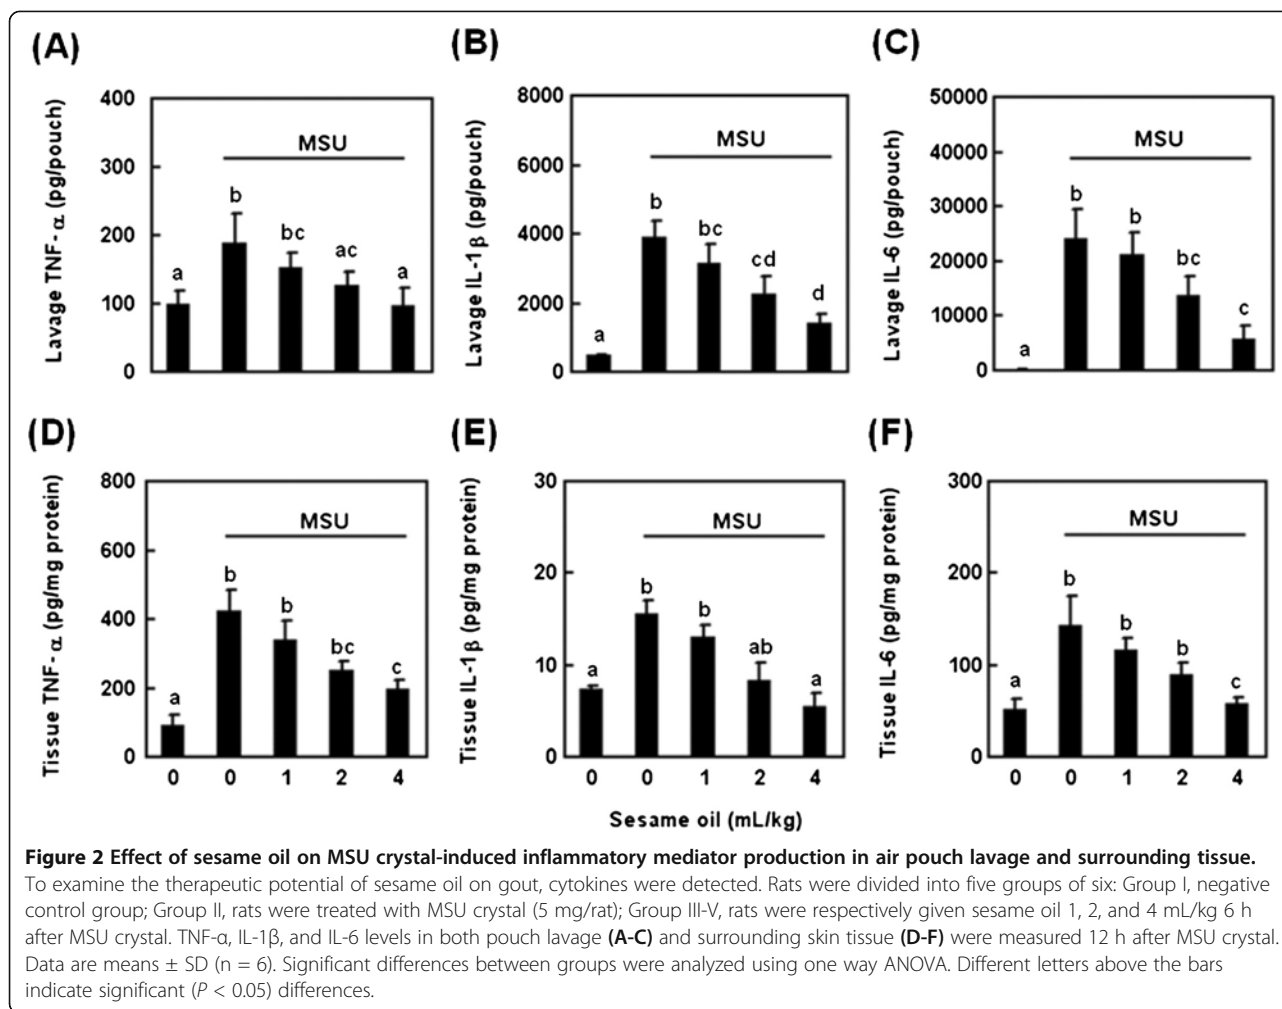 (A)
Lavage TNF-α (pg/pouch)
400
300
200
100
0
MSU
a
b
bc
ac
a
(B)
Lavage IL-1β (pg/pouch)
8000
6000
4000
2000
0
MSU
a
b
bc
cd
d
(C)
Lavage IL-6 (pg/pouch)
50000
40000
30000
20000
10000
0
MSU
a
b
b
bc
c
(D)
Tissue TNF-α (pg/mg protein)
800
600
400
200
0
MSU
a
b
b
bc
c
0 0 1 2 4
(E)
Tissue IL-1β (pg/mg protein)
30
20
10
0
MSU
a
b
b
ab
a
0 0 1 2 4
(F)
Tissue IL-6 (pg/mg protein)
300
200
100
0
MSU
a
b
b
b
c
0 0 1 2 4
Sesame oil (mL/kg)
Figure 2 Effect of sesame oil on MSU crystal-induced inflammatory mediator production in air pouch lavage and surrounding tissue.
To examine the therapeutic potential of sesame oil on gout, cytokines were detected. Rats were divided into five groups of six: Group I, negative
control group; Group II, rats were treated with MSU crystal (5 mg/rat); Group III-V, rats were respectively given sesame oil 1, 2, and 4 mL/kg 6 h
after MSU crystal. TNF-α, IL-1β, and IL-6 levels in both pouch lavage (A-C) and surrounding skin tissue (D-F) were measured 12 h after MSU crystal.
Data are means ± SD (n = 6). Significant differences between groups were analyzed using one way ANOVA. Different letters above the bars
indicate significant (P < 0.05) differences.